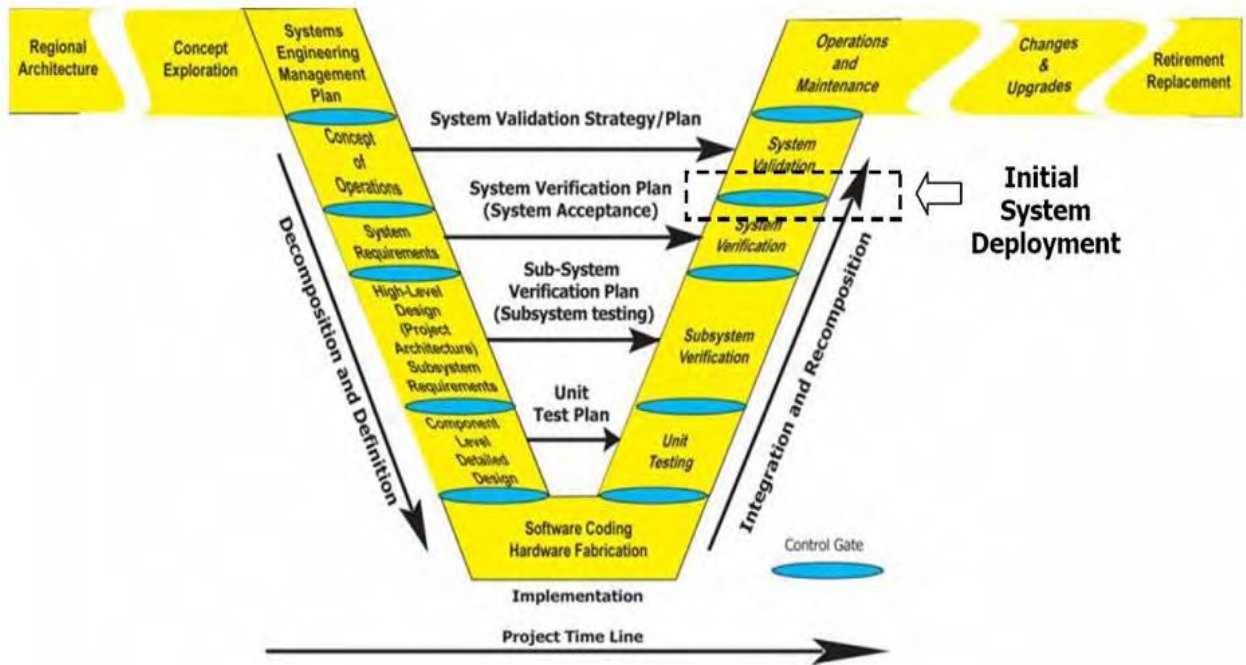 Regional
Architecture
Concept
Exploration
Systems
Engineering
Management
Plan
Operations
and
Maintenance
Changes
&
Upgrades
Retirement
Replacement
System Validation Strategy/Plan
Concept
of
Operations
System
Validation
System Verification Plan
(System Acceptance)
Initial
System
Deployment
System
Requirements
System
Verification
Sub-System
Verification Plan
(Subsystem testing)
High-Level
Design
(Project
Architecture)
Subsystem
Requirements
Subsystem
Verification
Decomposition and Definition
Integration and Recomposition
Unit
Test Plan
Component
Level
Detailed
Design
Unit
Testing
Software Coding
Hardware Fabrication
Control Gate
Implementation
Project Time Line